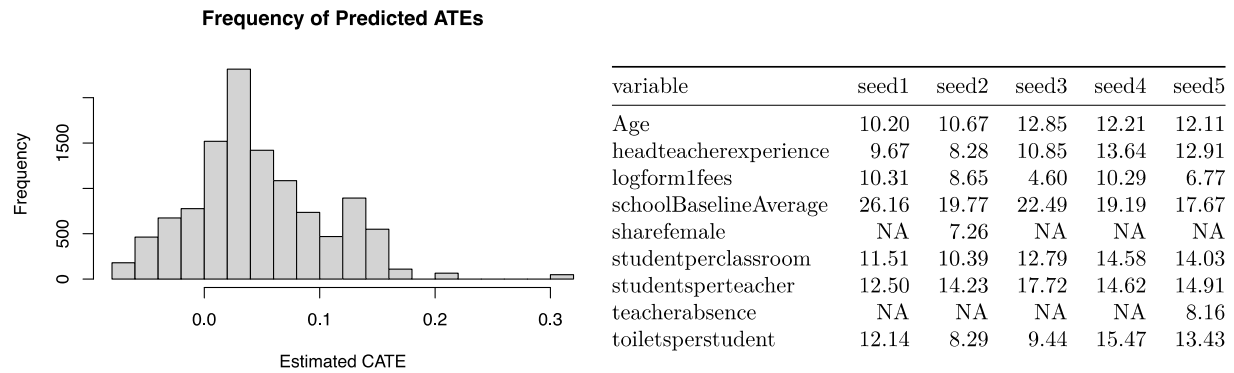 Frequency of Predicted ATEs
Frequency
1500
500
0
0.0 0.1 0.2 0.3
Estimated CATE
variable seed1 seed2 seed3 seed4 seed5
Age 10.20 10.67 12.85 12.21 12.11
headteacherexperience 9.67 8.28 10.85 13.64 12.91
logform1fees 10.31 8.65 4.60 10.29 6.77
schoolBaselineAverage 26.16 19.77 22.49 19.19 17.67
sharefemale NA 7.26 NA NA NA
studentperclassroom 11.51 10.39 12.79 14.58 14.03
studentsperteacher 12.50 14.23 17.72 14.62 14.91
teacherabsence NA NA NA NA 8.16
toiletsperstudent 12.14 8.29 9.44 15.47 13.43